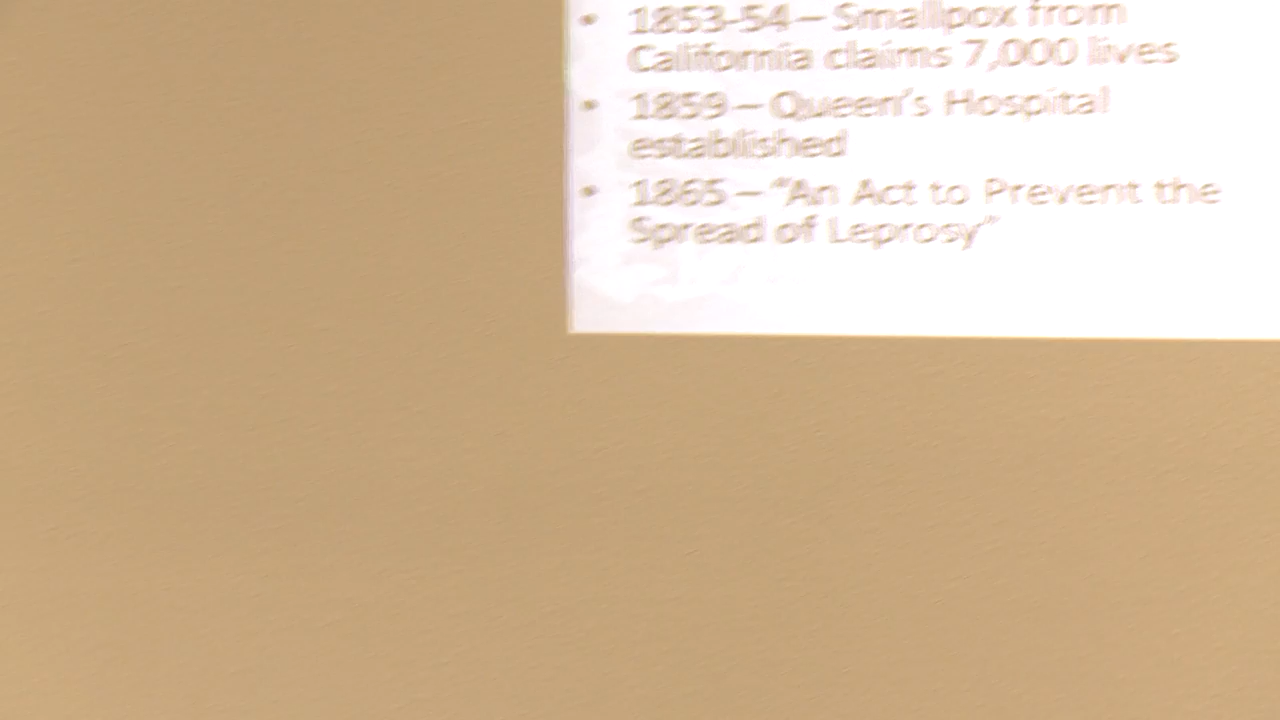 • 1853-54 – Smallpox from
California claims 7,000 lives
• 1859 – Queen's Hospital
established
• 1865 – "An Act to Prevent the
Spread of Leprosy"